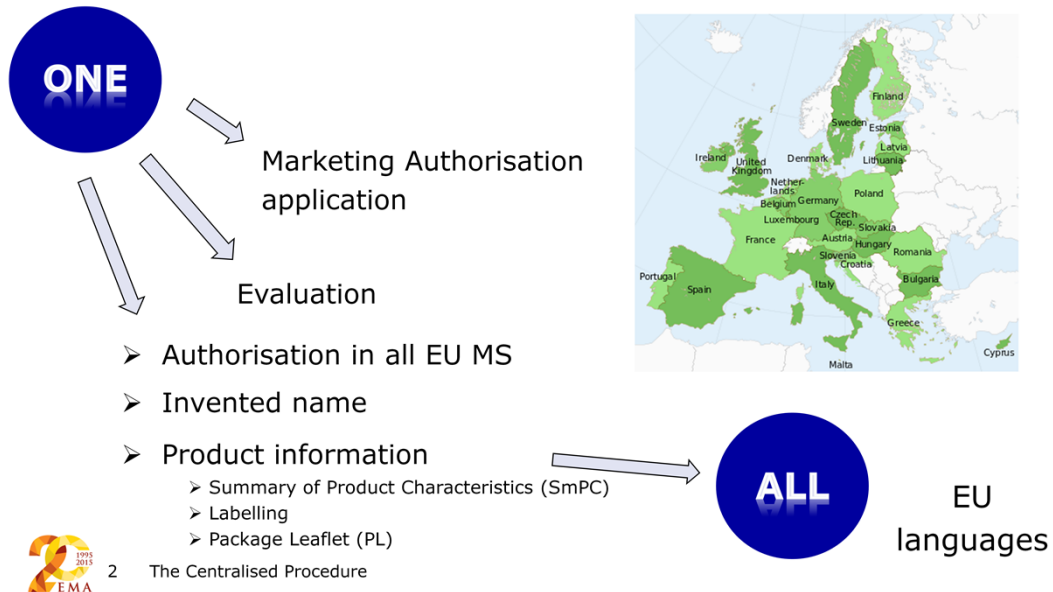 ONE
Marketing Authorisation
application
Evaluation
➢ Authorisation in all EU MS
➢ Invented name
➢ Product information
➢ Summary of Product Characteristics (SmPC)
➢ Labelling
➢ Package Leaflet (PL)
ALL
EU
languages
Finland
Sweden
Estonia
Latvia
Lithuania
Ireland
United
Kingdom
Denmark
Nether-
lands.
Belgium
Germany
Poland
Luxembourg
Czech
Rep.
Slovakia
France
Austria
Hungary
Romania
Slovenia
Croatia
Portugal
Spain
Italy
Bulgaria
Greece
Malta
Cyprus
1995
2015
EMA
2 The Centralised Procedure